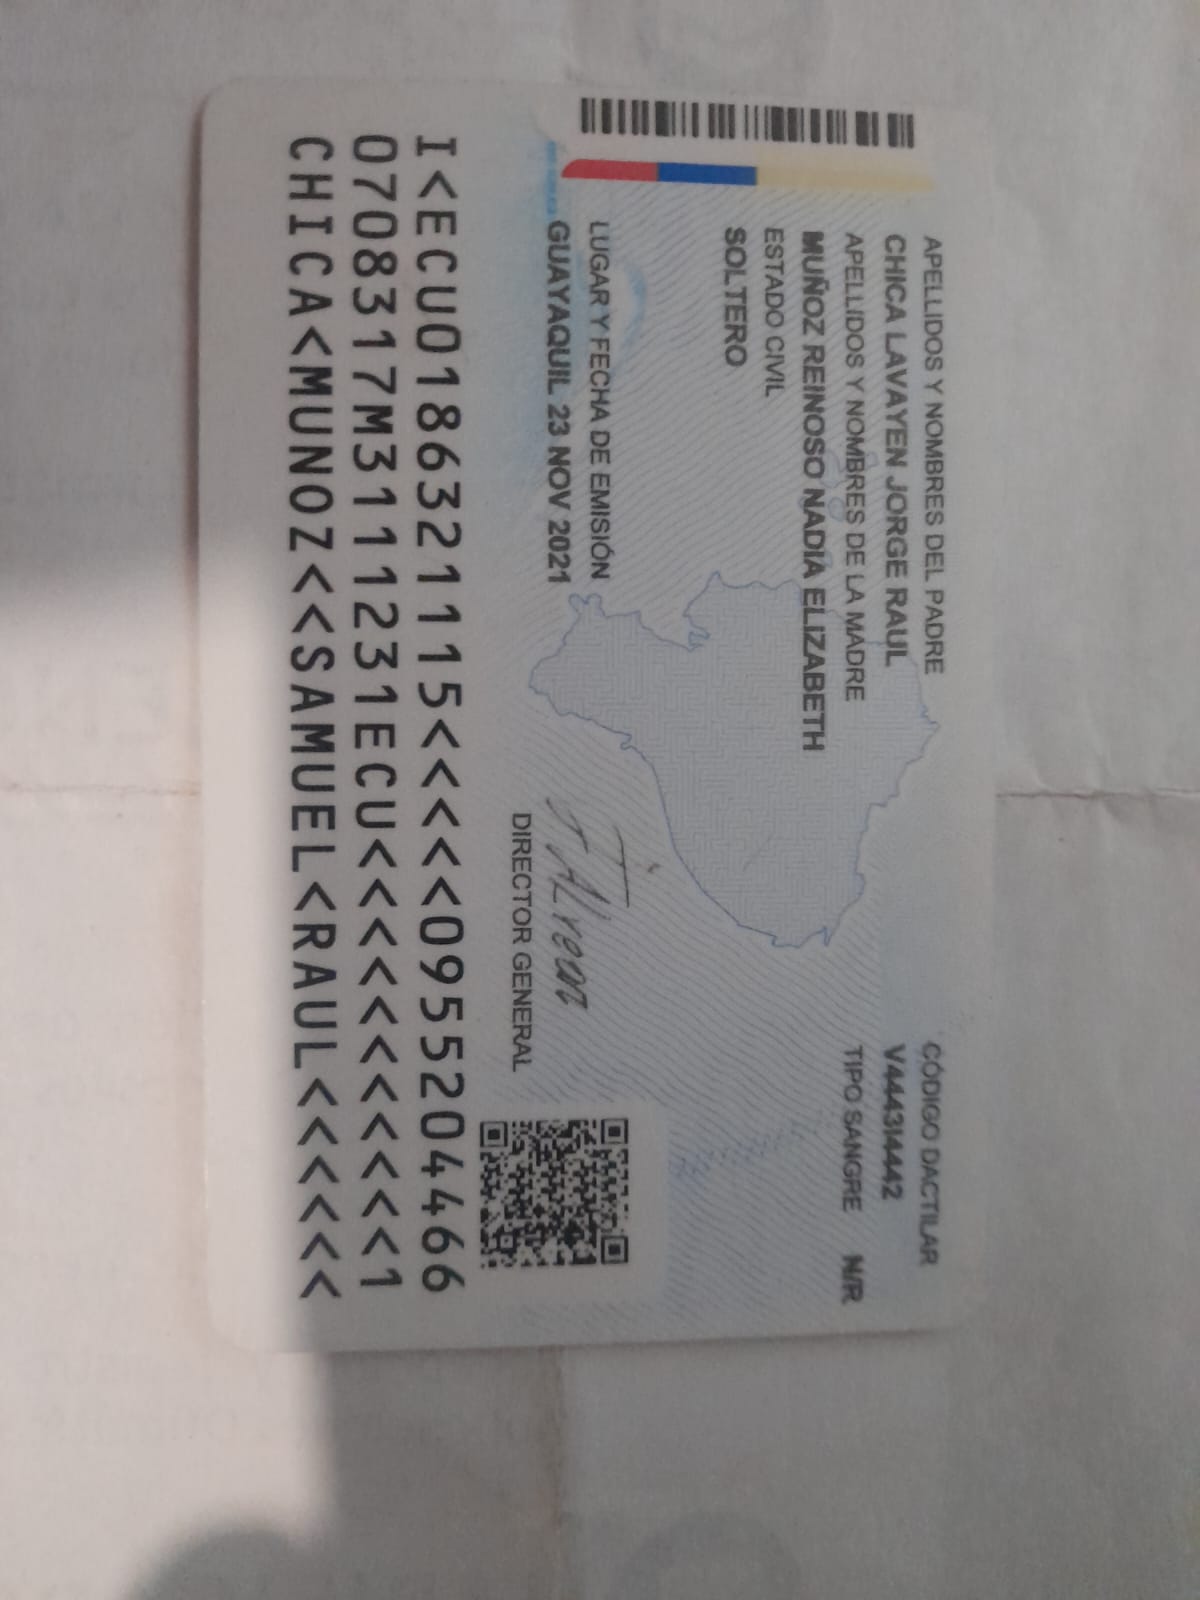 APELLIDOS Y NOMBRES DEL PADRE
CHICA LAVAYEN JORGE RAUL
APELLIDOS Y NOMBRES DE LA MADRE
MUÑOZ REINOSO NADIA ELIZABETH
ESTADO CIVIL
SOLTERO
CÓDIGO DACTILAR
V4443I4442
TIPO SANGRE N/R
LUGAR Y FECHA DE EMISIÓN
GUAYAQUIL 23 NOV 2021
DIRECTOR GENERAL
I<ECU0186321115<<<<<<0955204466
0708317M3111231ECU<<<<<<<<<<<1
CHICA<MUNOZ<<SAMUEL<RAUL<<<<<<